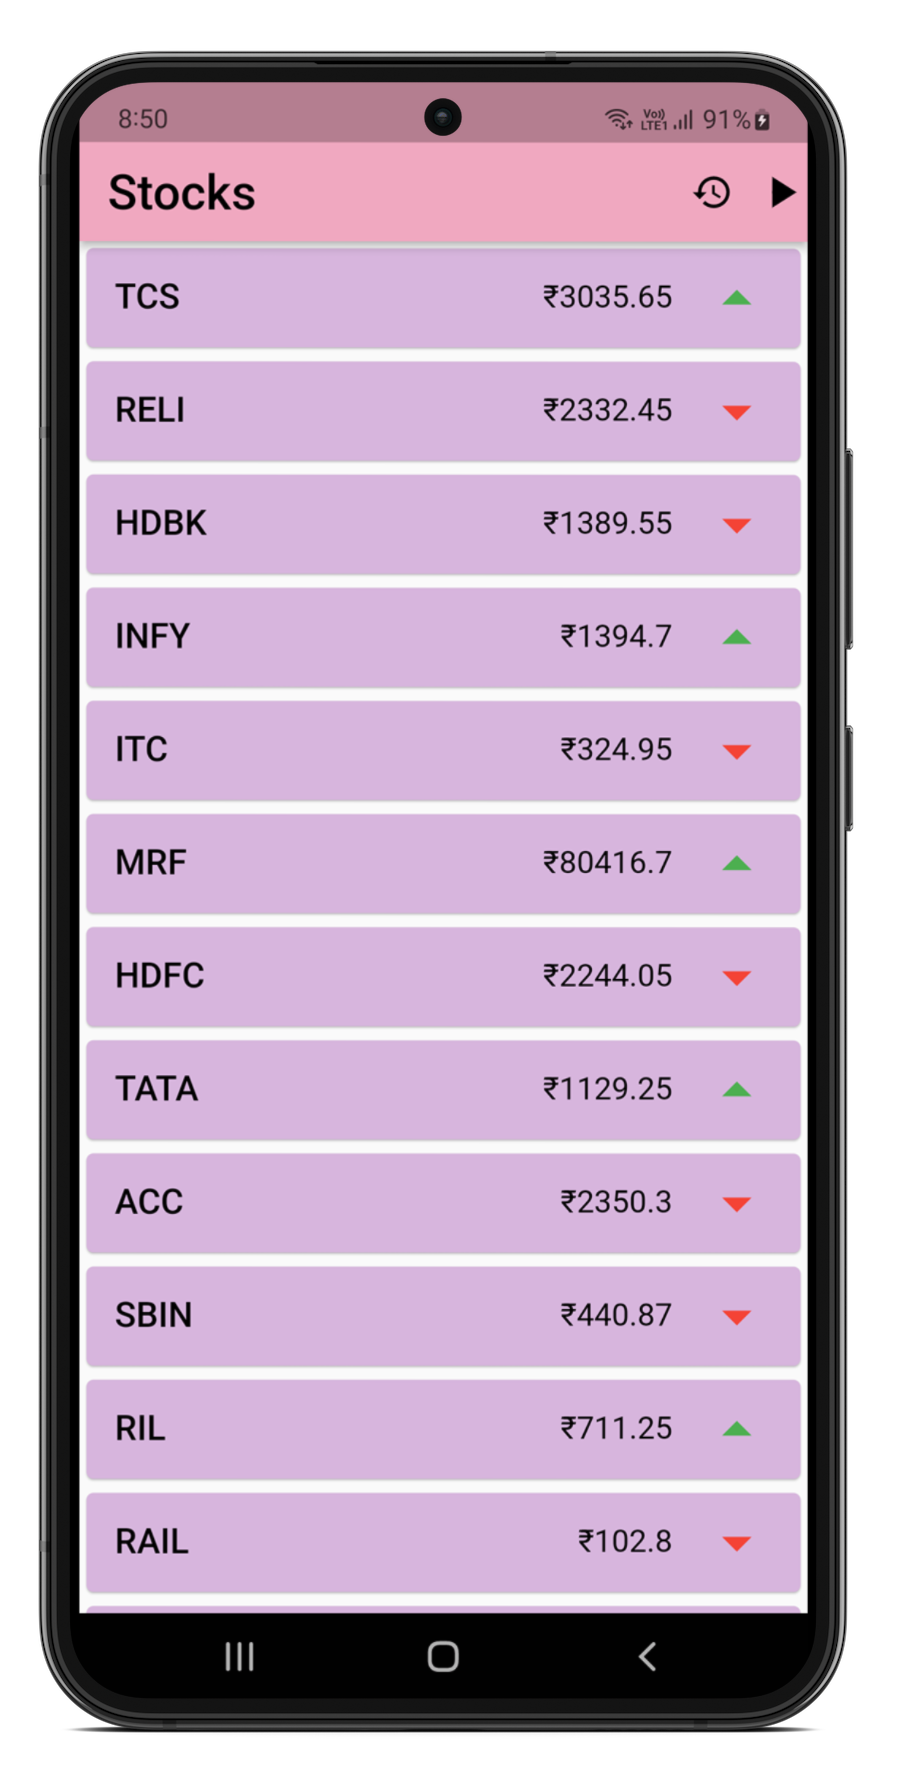 8:50 Vo)) LTE1 91%
Stocks
TCS ₹3035.65
RELI ₹2332.45
HDBK ₹1389.55
INFY ₹1394.7
ITC ₹324.95
MRF ₹80416.7
HDFC ₹2244.05
TATA ₹1129.25
ACC ₹2350.3
SBIN ₹440.87
RIL ₹711.25
RAIL ₹102.8